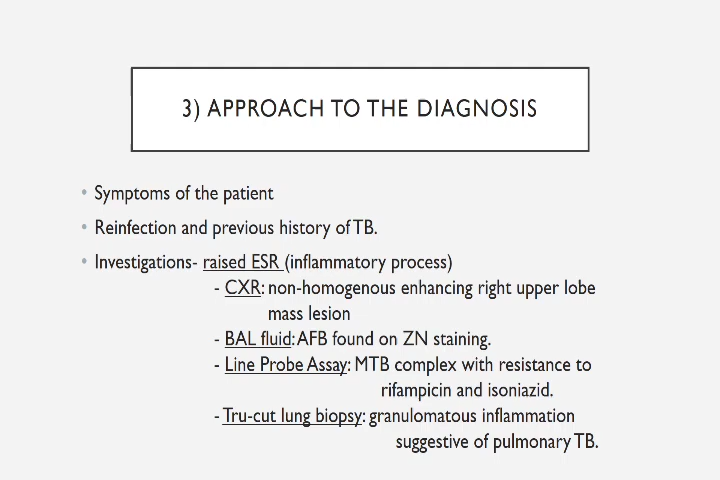 3) APPROACH TO THE DIAGNOSIS
• Symptoms of the patient
• Reinfection and previous history of TB.
• Investigations- raised ESR (inflammatory process)
- CXR: non-homogenous enhancing right upper lobe
mass lesion
- BAL fluid: AFB found on ZN staining.
- Line Probe Assay: MTB complex with resistance to
rifampicin and isoniazid.
- Tru-cut lung biopsy: granulomatous inflammation
suggestive of pulmonary TB.